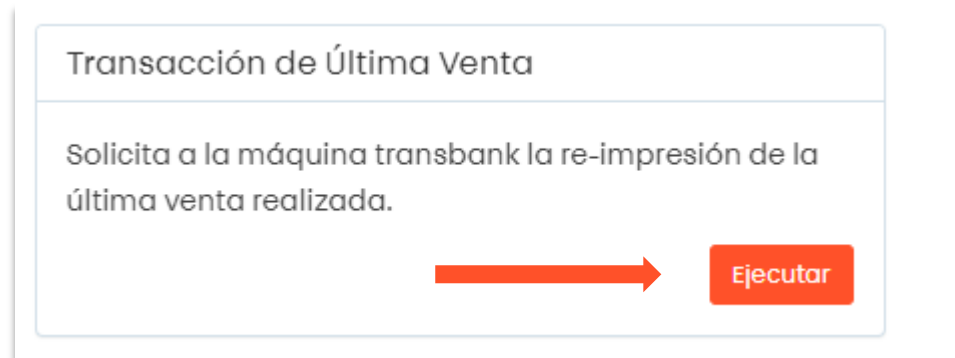 Transacción de Última Venta
Solicita a la máquina transbank la re-impresión de la
última venta realizada.
Ejecutar